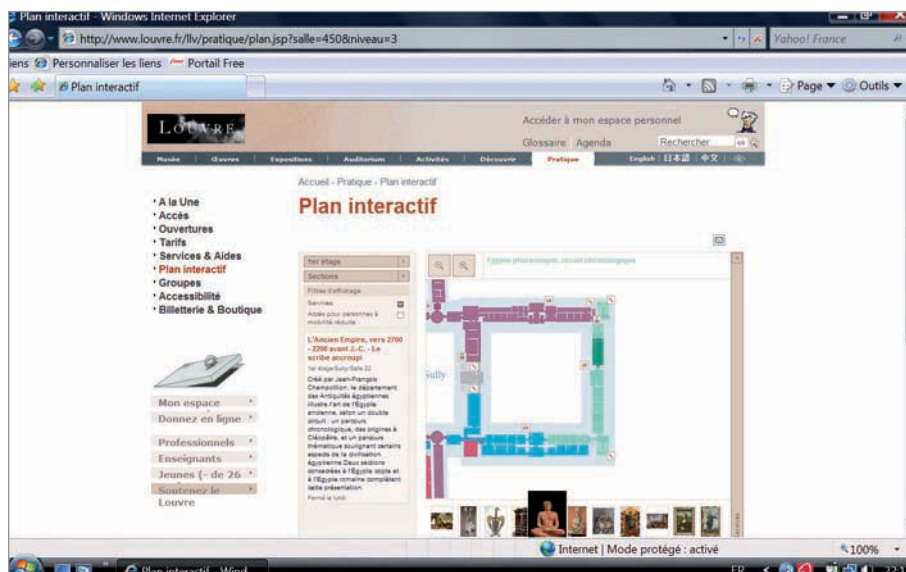 Plan interactif - Windows Internet Explorer
http://www.louvre.fr/llv/pratique/plan.jsp?salle=450&niveau=3
Yahoo! France
iens Personnaliser les liens Portail Free
Plan interactif
Page Outils
LOUVRE
Accéder à mon espace personnel
Glossaire Agenda Rechercher ok
Musée Œuvres Expositions Auditorium Activités Découvrir Pratique English 日本語 中文
Accueil - Pratique - Plan interactif
Plan interactif
A la Une
Accès
Ouvertures
Tarifs
Services & Aides
Plan interactif
Groupes
Accessibilité
Billetterie & Boutique
Mon espace
Donnez en ligne
Professionnels
Enseignants
Jeunes (- de 26
Soutenez le
Louvre
1er étage
Sections
Filtres d'affichage
Services
Accès pour personnes à
mobilité réduite
L'Ancien Empire, vers 2700
- 2200 avant J.-C. - Le
scribe accroupi
1er étage/Sully/Salle 22
Créé par Jean-François
Champollion, le département
des Antiquités égyptiennes
illustre l'art de l'Egypte
ancienne, selon un double
circuit : un parcours
chronologique, des origines à
Cléopâtre, et un parcours
thématique soulignant certains
aspects de la civilisation
égyptienne.Deux sections
consacrées à l'Egypte copte et
à l'Egypte romaine complètent
cette présentation.
Fermé le lundi
Egypte pharaonique, circuit chronologique
Sully
Internet | Mode protégé : activé
100%
Plan interactif - Wind...
FR
22:1